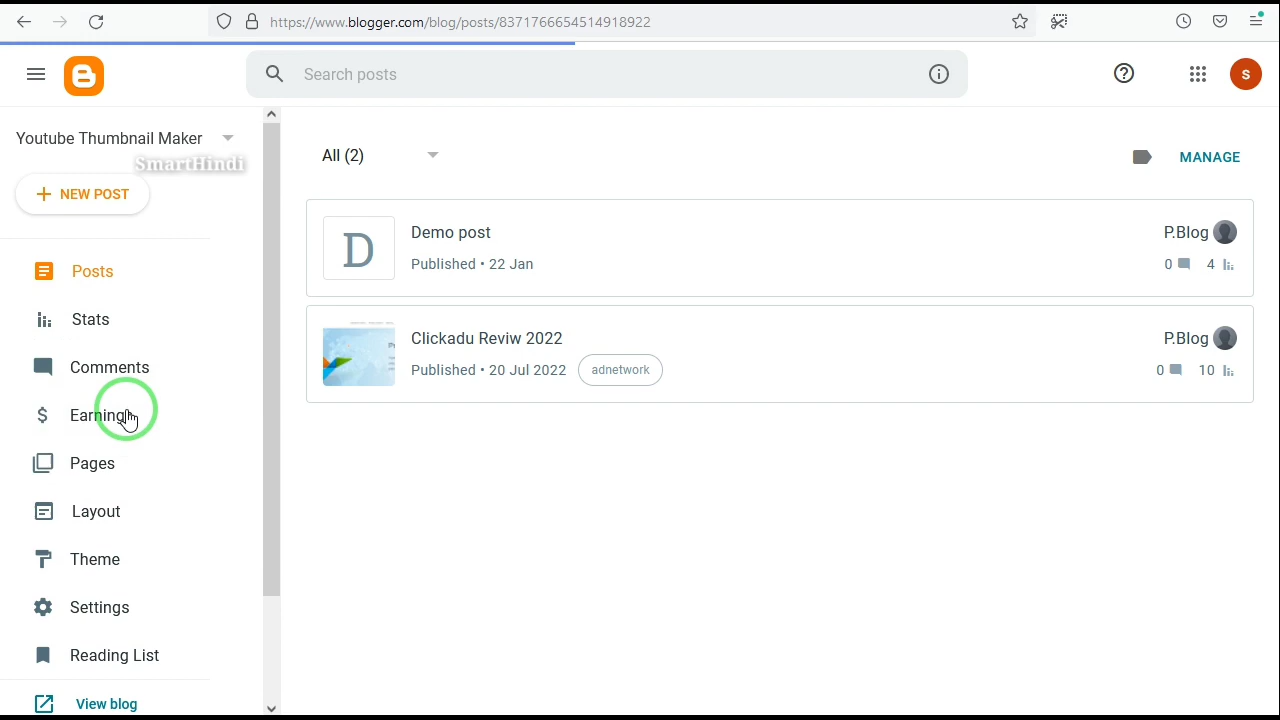 https://www.blogger.com/blog/posts/8371766654514918922
Search posts
S
Youtube Thumbnail Maker
SmartHindi
NEW POST
Posts
Stats
Comments
Earnings
Pages
Layout
Theme
Settings
Reading List
View blog
All (2)
MANAGE
D
Demo post
Published • 22 Jan
P.Blog
0 4
Clickadu Reviw 2022
Published • 20 Jul 2022 adnetwork
P.Blog
0 10